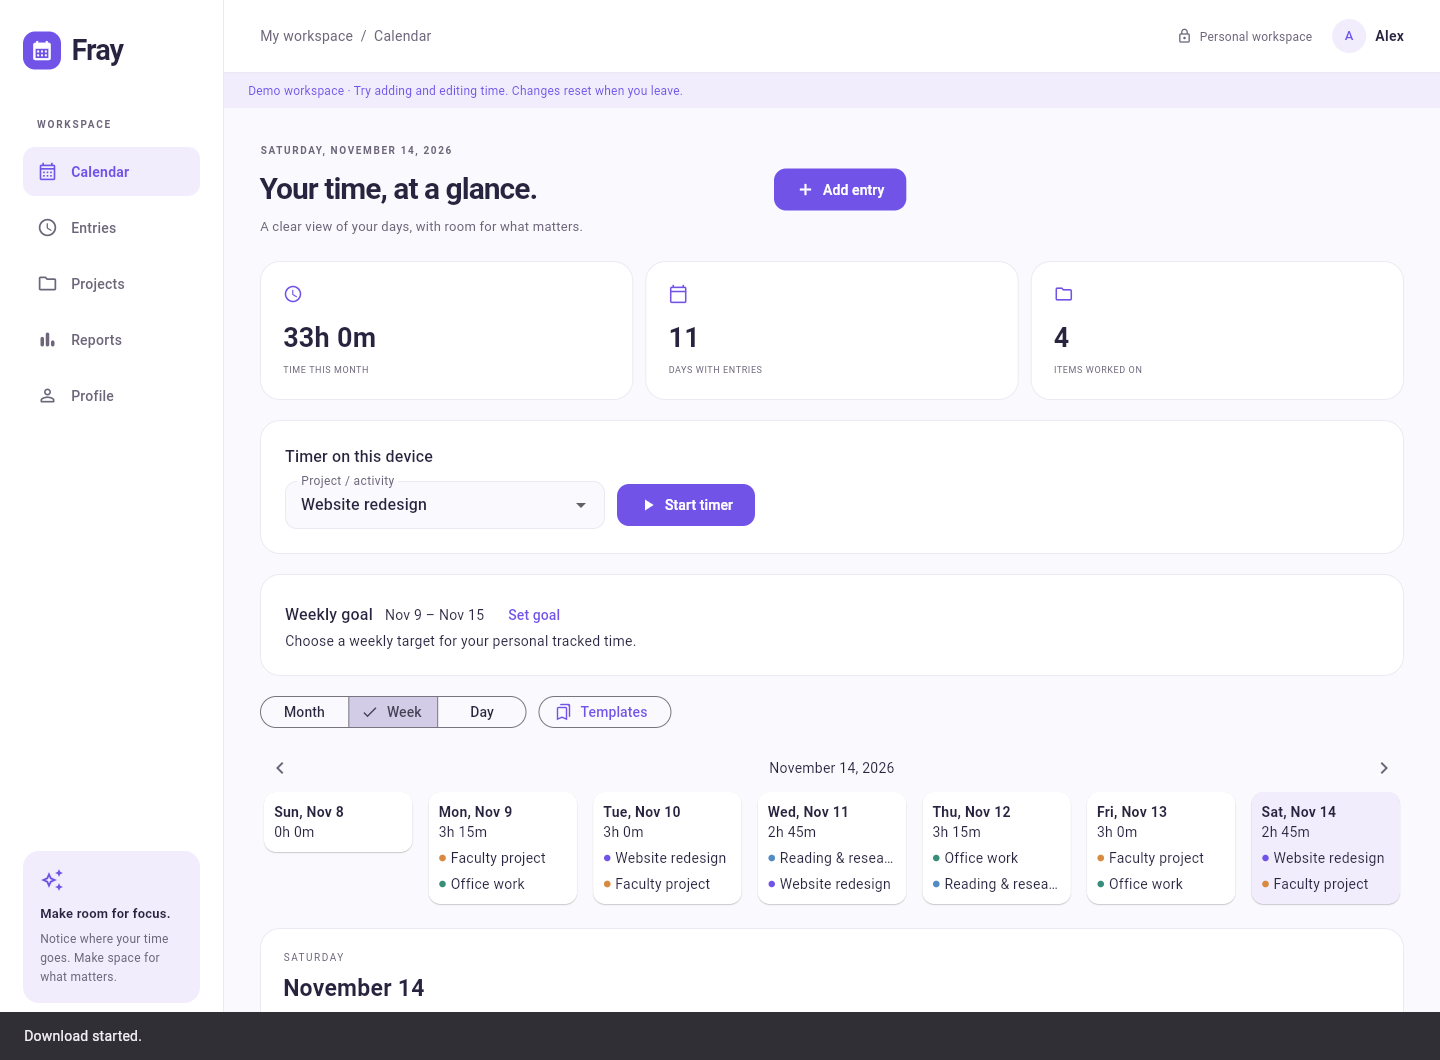 Fray
My workspace / Calendar
Personal workspace
A
Alex
Demo workspace · Try adding and editing time. Changes reset when you leave.
WORKSPACE
Calendar
Entries
Projects
Reports
Profile
Make room for focus.
Notice where your time
goes. Make space for
what matters.
SATURDAY, NOVEMBER 14, 2026
Your time, at a glance.
Add entry
A clear view of your days, with room for what matters.
33h 0m
TIME THIS MONTH
11
DAYS WITH ENTRIES
4
ITEMS WORKED ON
Timer on this device
Project / activity
Website redesign
Start timer
Weekly goal Nov 9 – Nov 15 Set goal
Choose a weekly target for your personal tracked time.
Month
Week
Day
Templates
November 14, 2026
Sun, Nov 8
0h 0m
Mon, Nov 9
3h 15m
Faculty project
Office work
Tue, Nov 10
3h 0m
Website redesign
Faculty project
Wed, Nov 11
2h 45m
Reading & resea…
Website redesign
Thu, Nov 12
3h 15m
Office work
Reading & resea…
Fri, Nov 13
3h 0m
Faculty project
Office work
Sat, Nov 14
2h 45m
Website redesign
Faculty project
SATURDAY
November 14
Download started.